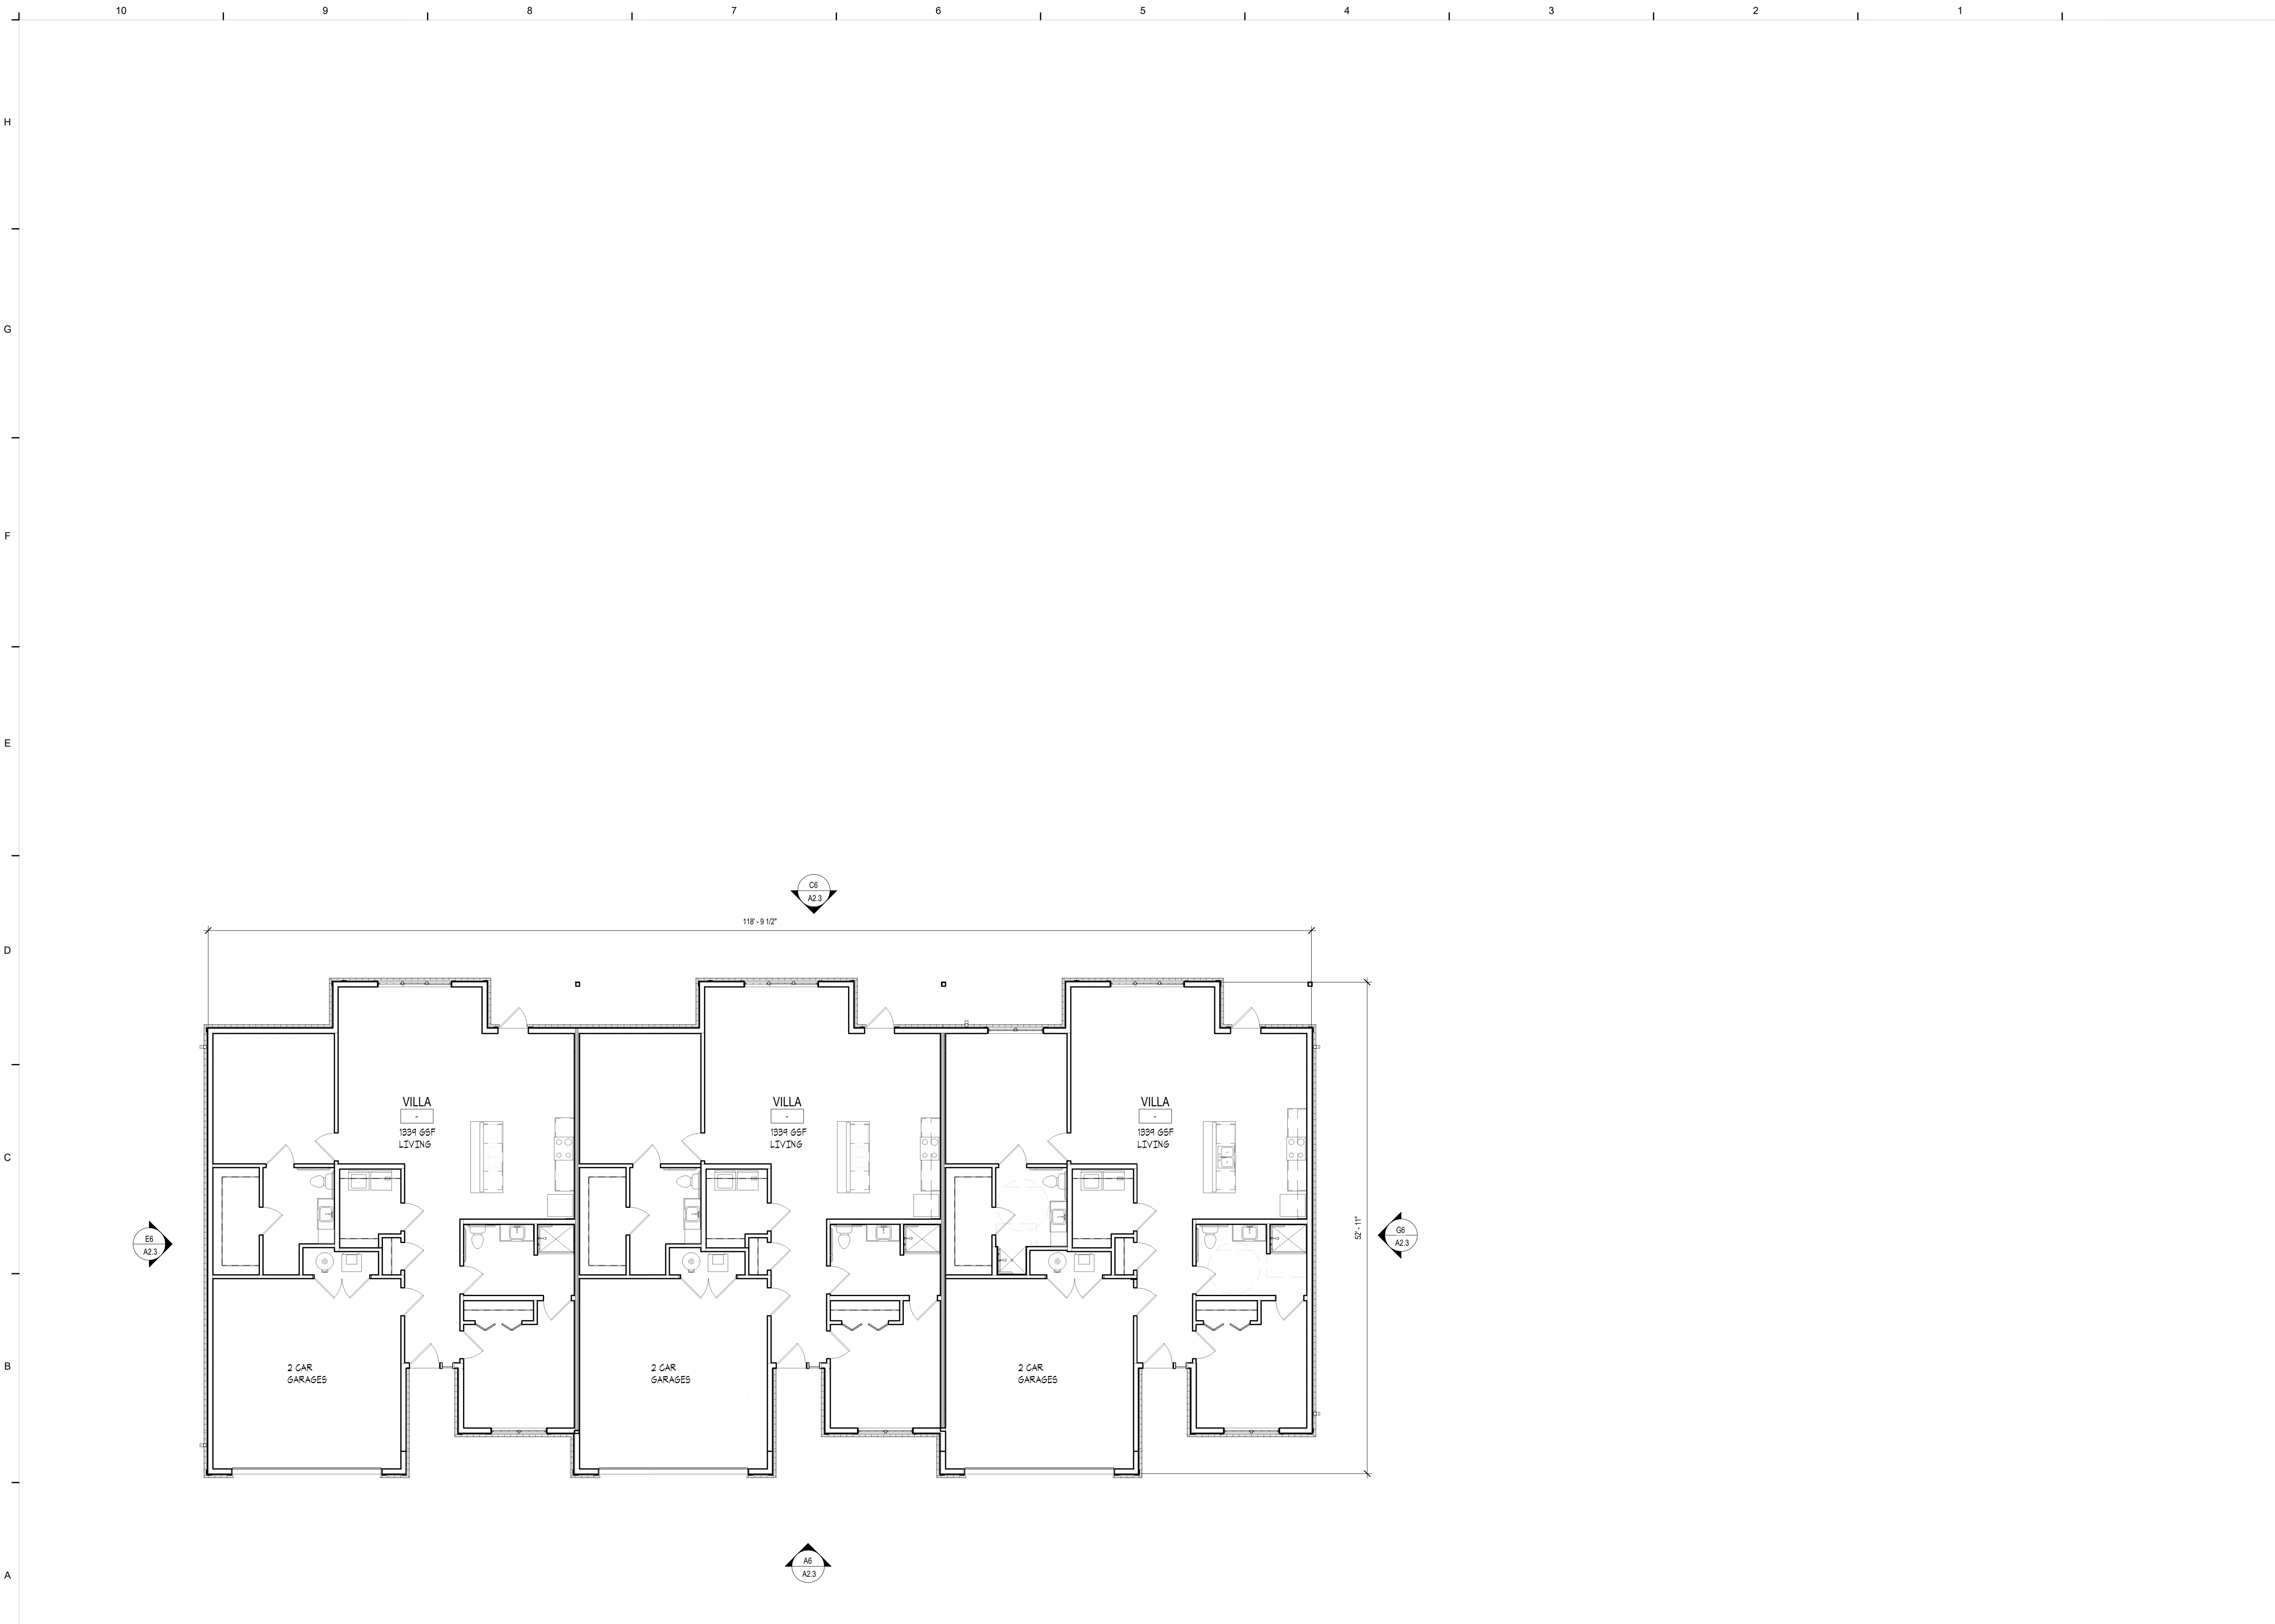 10 9 8 7 6 5 4 3 2 1
H
G
F
E
C6
A2.3
D
118' - 9 1/2"
VILLA VILLA VILLA
- - -
1339 GSF 1339 GSF 1339 GSF
LIVING LIVING LIVING
C
52' - 11"
E6
A2.3
G6
A2.3
B
2 CAR 2 CAR 2 CAR
GARAGES GARAGES GARAGES
A6
A2.3
A